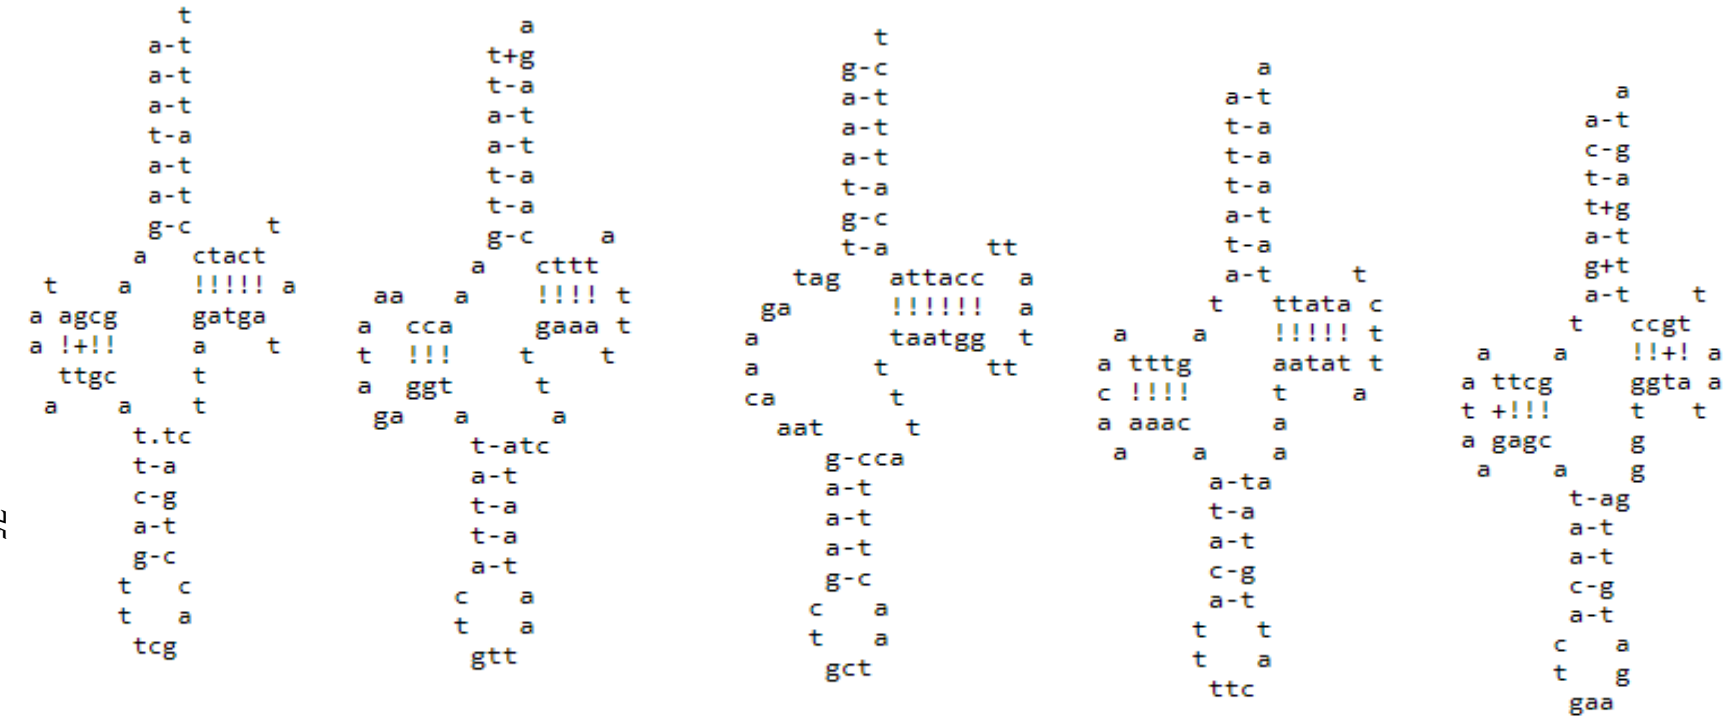 t
a-t
a-t
a-t
t-a
a-t
a-t
g-c t
a ctact
t a !!!!! a
a agcg gatga
a !+!! a t
ttgc t
a a t
t.tc
t-a
c-g
a-t
g-c
t c
t a
tcg
a
t+g
t-a
a-t
a-t
t-a
t-a
g-c a
a cttt
aa a !!!! t
a cca gaaa t
t !!! t t
a ggt t
ga a a
t-atc
a-t
t-a
t-a
a-t
c a
t a
gtt
t
g-c
a-t
a-t
a-t
t-a
g-c
t-a tt
tag attacc a
ga !!!!!! a
a taatgg t
a t tt
ca t
aat t
g-cca
a-t
a-t
a-t
g-c
c a
t a
gct
a
a-t
t-a
t-a
t-a
a-t
t-a
a-t t
t ttata c
a a !!!!! t
a tttg aatat t
c !!!! t a
a aaac a
a a a
a-ta
t-a
a-t
c-g
a-t
t t
t a
ttc
a
a-t
c-g
t-a
t+g
a-t
g+t
a-t t
t ccgt
a a !!+! a
a ttcg ggta a
t +!!! t t
a gagc g
a a g
t-ag
a-t
a-t
c-g
a-t
c a
t g
gaa